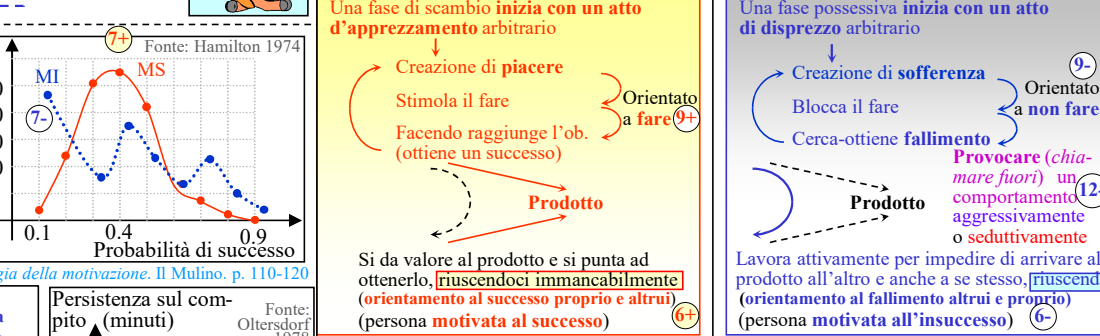 7+
Fonte: Hamilton 1974
MI
MS
7-
0.1
0.4
0.9
Probabilità di successo
gia della motivazione. Il Mulino. p. 110-120
Persistenza sul com-
pito
(minuti)
Fonte:
Oltersdorf
1978
Una fase di scambio inizia con un atto
d’apprezzamento arbitrario
Creazione di piacere
Stimola il fare
Orientato
a fare
9+
Facendo raggiunge l’ob.
(ottiene un successo)
Prodotto
Si da valore al prodotto e si punta ad
ottenerlo, riuscendoci immancabilmente
(orientamento al successo proprio e altrui)
(persona motivata al successo)
6+
Una fase possessiva inizia con un atto
di disprezzo arbitrario
Creazione di sofferenza
9-
Orientato
a non fare
Blocca il fare
Cerca-ottiene fallimento
Provocare (chia-
mare fuori) un
comportamento
12-
aggressivamente
o seduttivamente
Prodotto
Lavora attivamente per impedire di arrivare al
prodotto all’altro e anche a se stesso, riuscend
(orientamento al fallimento altrui e proprio)
(persona motivata all’insuccesso)
6-